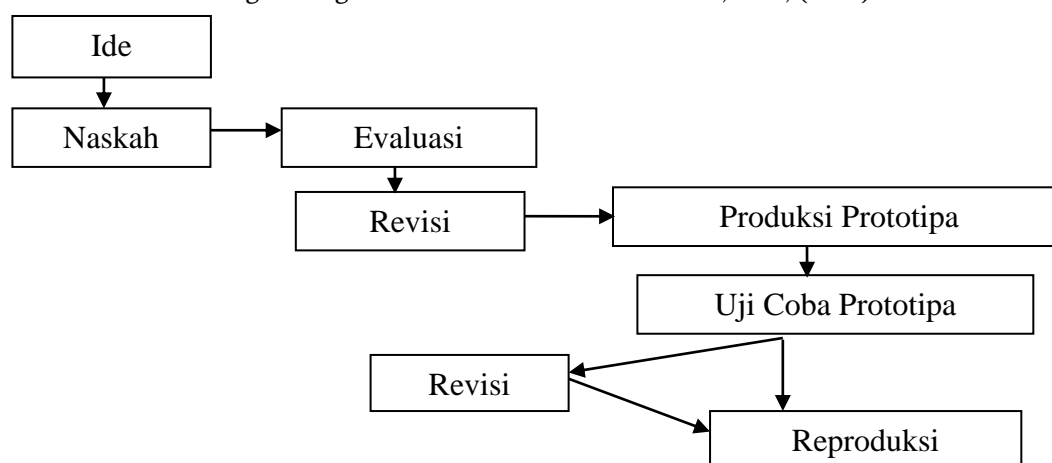 Ide
Naskah
Evaluasi
Revisi
Produksi Prototipa
Uji Coba Prototipa
Revisi
Reproduksi